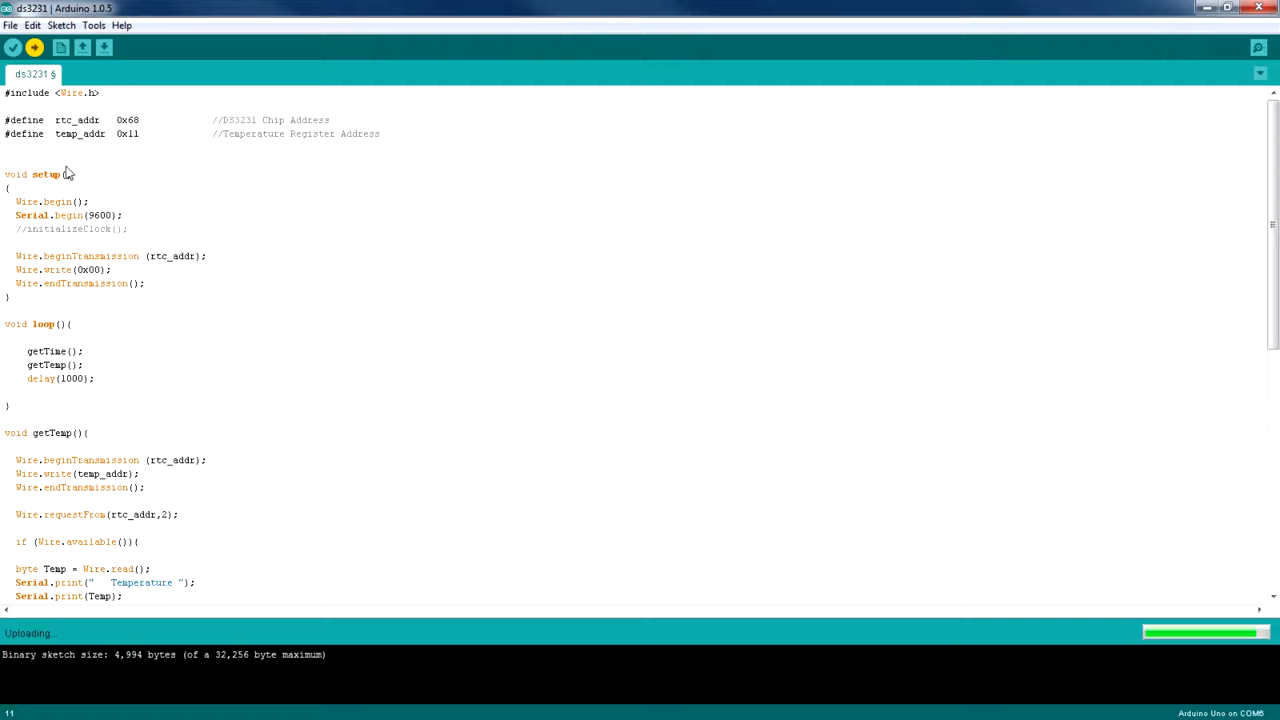 ds3231 | Arduino 1.0.5
File Edit Sketch Tools Help
ds3231 §
#include <Wire.h>
#define rtc_addr 0x68 //DS3231 Chip Address
#define temp_addr 0x11 //Temperature Register Address
void setup(
{
Wire.begin();
Serial.begin(9600);
//initializeClock();
Wire.beginTransmission (rtc_addr);
Wire.write(0x00);
Wire.endTransmission();
}
void loop(){
getTime();
getTemp();
delay(1000);
}
void getTemp(){
Wire.beginTransmission (rtc_addr);
Wire.write(temp_addr);
Wire.endTransmission();
Wire.requestFrom(rtc_addr,2);
if (Wire.available()){
byte Temp = Wire.read();
Serial.print("   Temperature ");
Serial.print(Temp);
Uploading...
Binary sketch size: 4,994 bytes (of a 32,256 byte maximum)
11 Arduino Uno on COM6